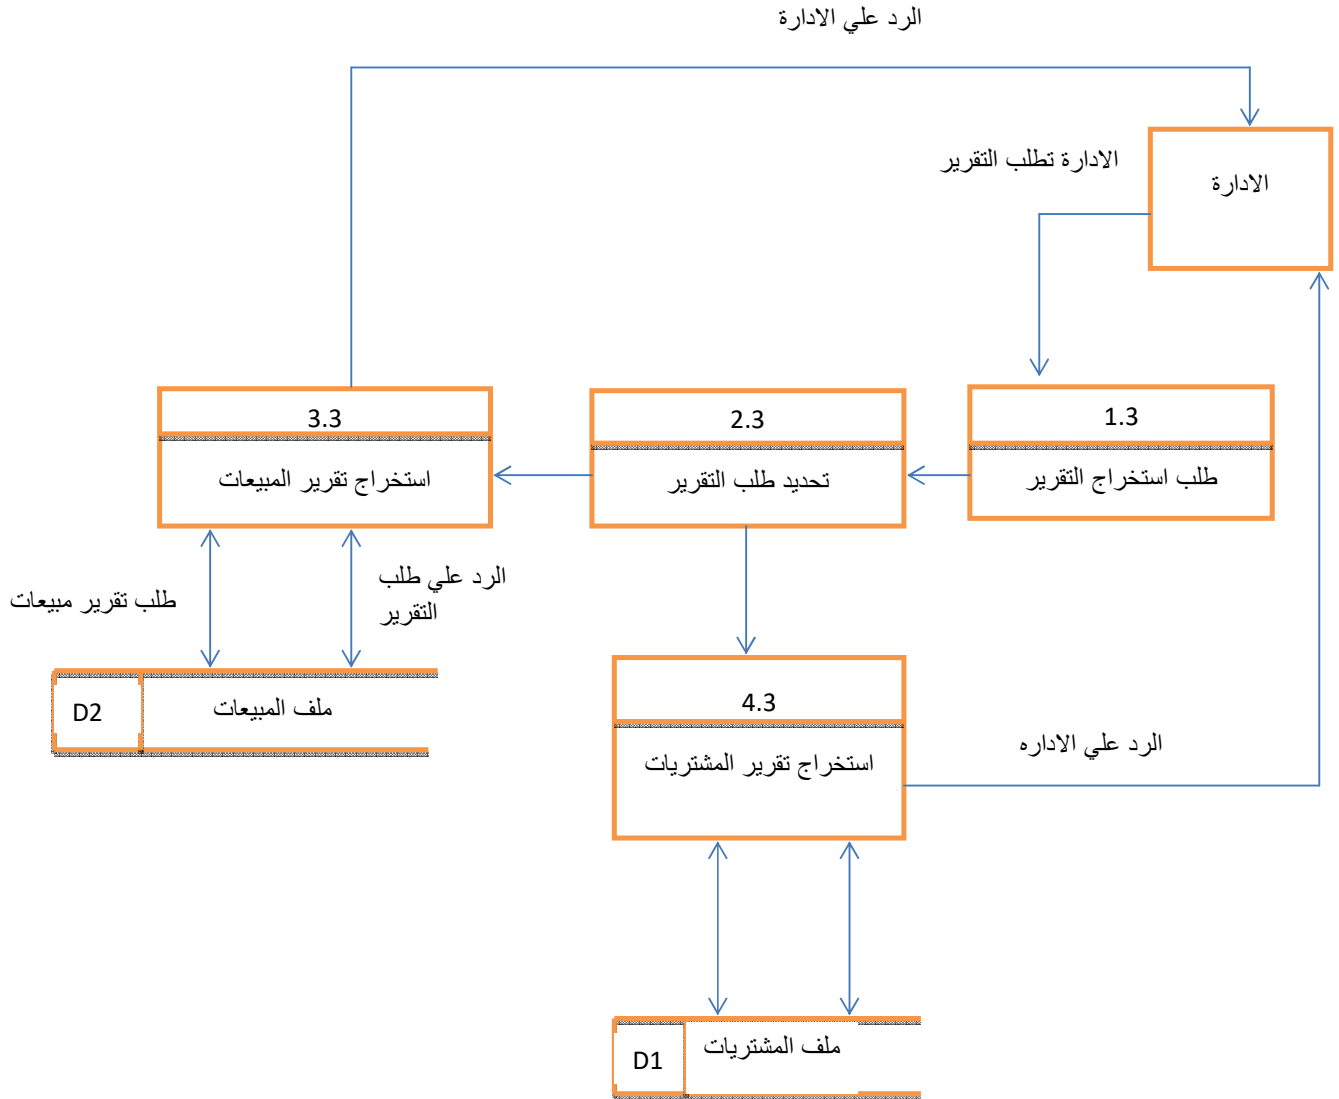 الرد علي الادارة
الادارة تطلب التقرير
الادارة
1.3
طلب استخراج التقرير
2.3
تحديد طلب التقرير
3.3
استخراج تقرير المبيعات
الرد علي طلب
التقرير
طلب تقرير مبيعات
ملف المبيعات
D2
4.3
استخراج تقرير المشتريات
الرد علي الاداره
ملف المشتريات
D1